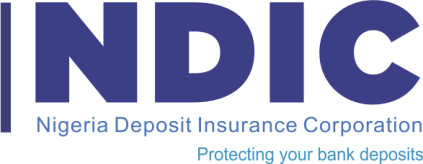 NDIC
Nigeria Deposit Insurance Corporation
Protecting your bank deposits